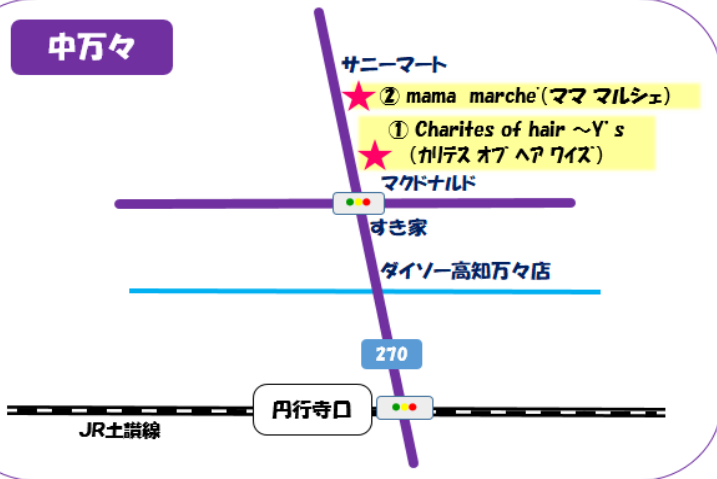 中万々
サニーマート
② mama marche'(ママ マルシェ)
① Charites of hair ～Y's
(カリテス オブ ヘア ワイズ)
マクドナルド
すき家
ダイソー高知万々店
270
円行寺口
JR土讃線